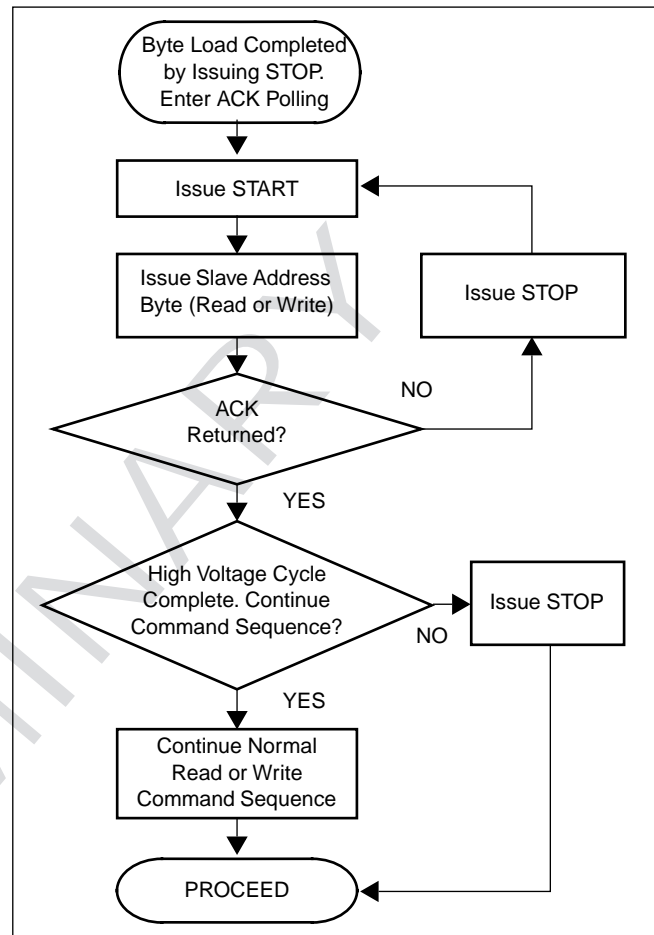 Byte Load Completed
by Issuing STOP.
Enter ACK Polling
Issue START
Issue Slave Address
Byte (Read or Write)
Issue STOP
ACK
Returned?
NO
YES
High Voltage Cycle
Complete. Continue
Command Sequence?
NO
Issue STOP
YES
Continue Normal
Read or Write
Command Sequence
PROCEED
MINARY